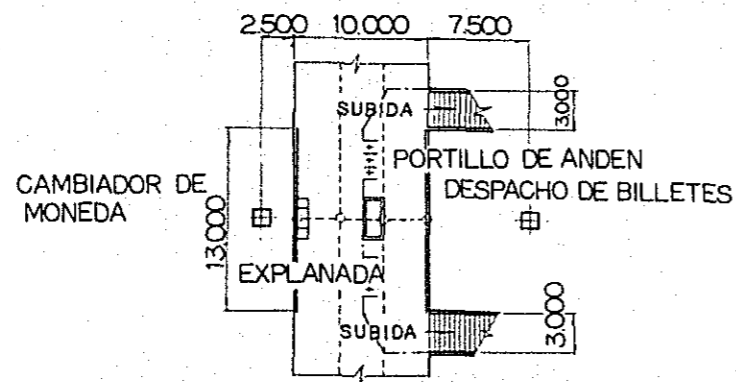 2.500 10.000 7.500
SUBIDA
3.000
PORTILLO DE ANDEN
CAMBIADOR DE
MONEDA
DESPACHO DE BILLETES
13.000
EXPLANADA
SUBIDA
3.000